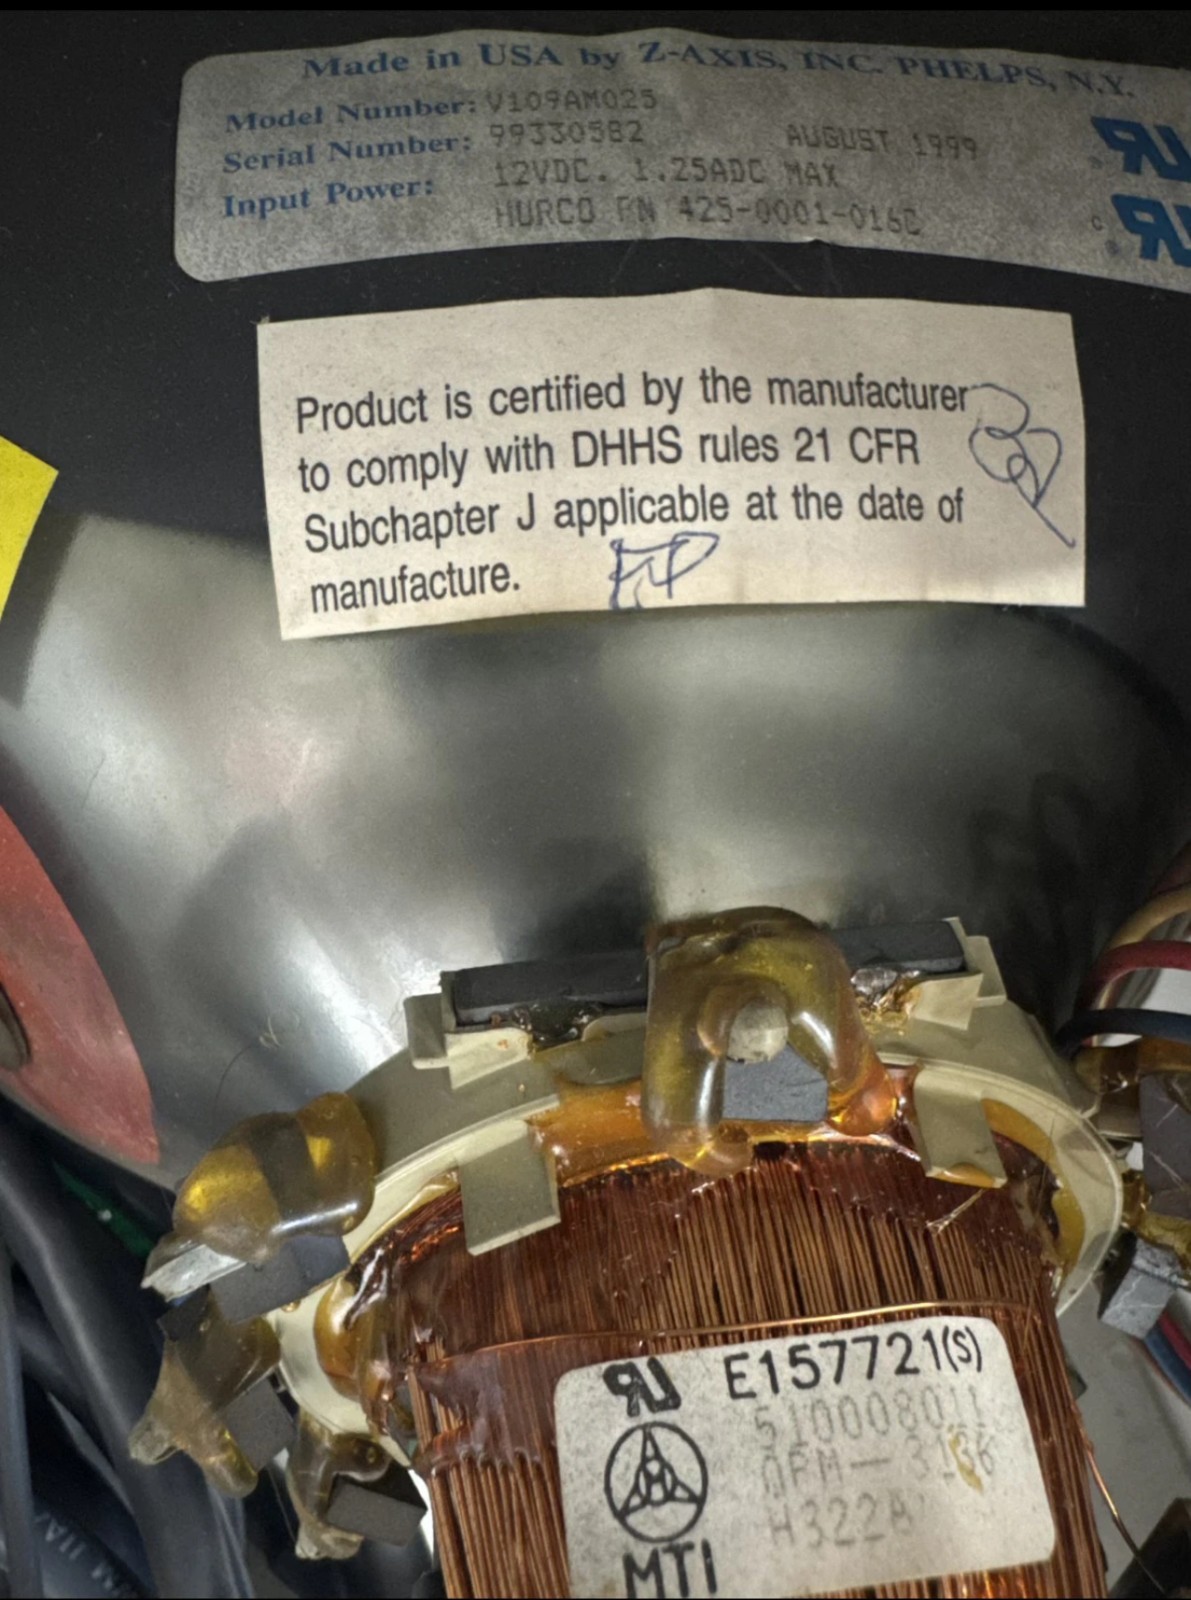 Made in USA by Z-AXIS, INC. PHELPS, N.Y.
Model Number: V109AM025
Serial Number: 99330582 AUGUST 1999
Input Power: 12VDC. 1.25ADC MAX
HURCO PN 425-0001-016C
Product is certified by the manufacturer
to comply with DHHS rules 21 CFR
Subchapter J applicable at the date of
manufacture.
E157721(S)
H322A
MTI